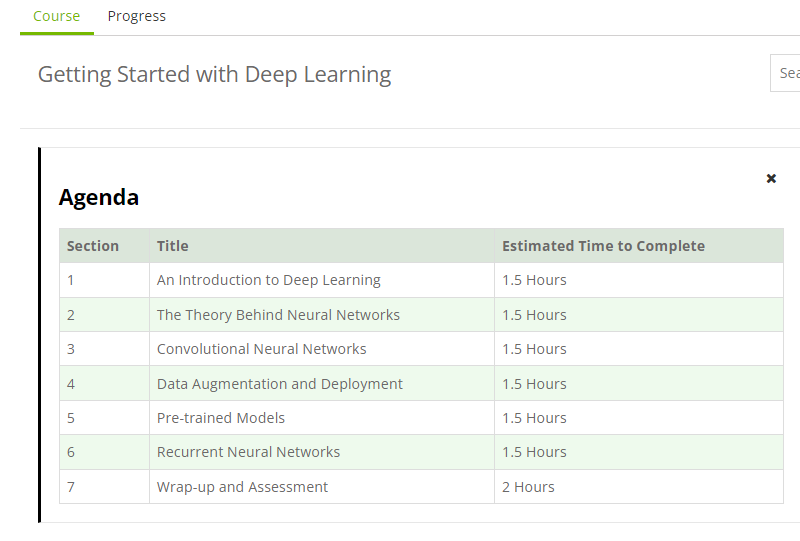 Course Progress
Getting Started with Deep Learning
Agenda
Section Title Estimated Time to Complete
1 An Introduction to Deep Learning 1.5 Hours
2 The Theory Behind Neural Networks 1.5 Hours
3 Convolutional Neural Networks 1.5 Hours
4 Data Augmentation and Deployment 1.5 Hours
5 Pre-trained Models 1.5 Hours
6 Recurrent Neural Networks 1.5 Hours
7 Wrap-up and Assessment 2 Hours